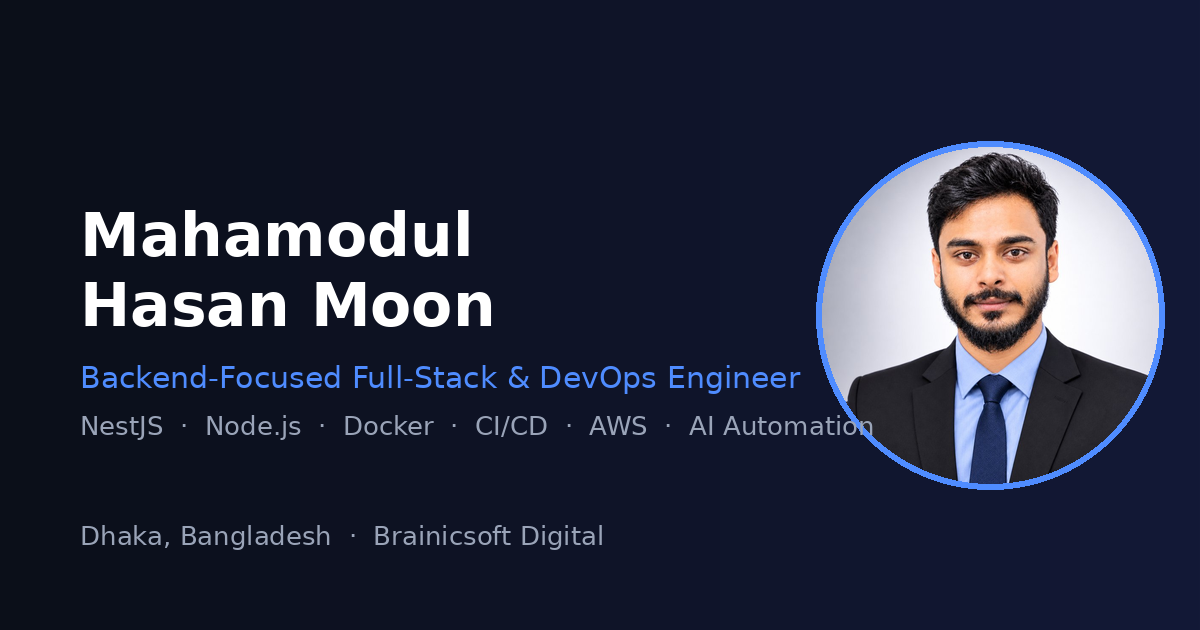 Mahamodul
Hasan Moon
Backend-Focused Full-Stack & DevOps Engineer
NestJS · Node.js · Docker · CI/CD · AWS · AI Automation
Dhaka, Bangladesh · Brainicsoft Digital